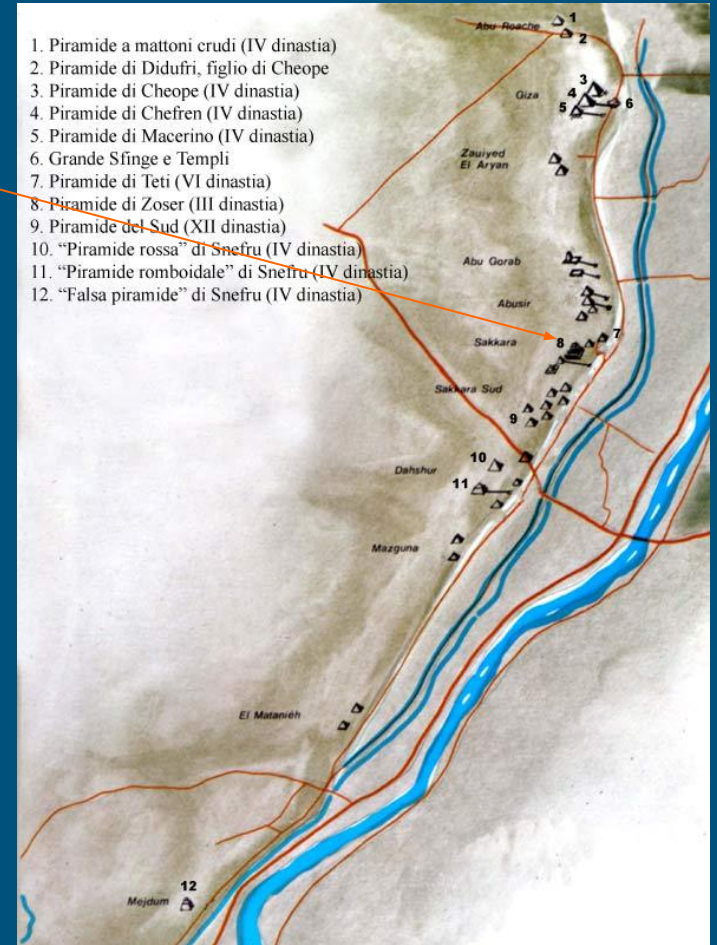 1. Piramide a mattoni crudi (IV dinastia)
2. Piramide di Didufri, figlio di Cheope
3. Piramide di Cheope (IV dinastia)
4. Piramide di Chefren (IV dinastia)
5. Piramide di Macerino (IV dinastia)
6. Grande Sfinge e Templi
7. Piramide di Teti (VI dinastia)
8. Piramide di Zoser (III dinastia)
9. Piramide del Sud (XII dinastia)
10. “Piramide rossa” di Snefru (IV dinastia)
11. “Piramide romboidale” di Snefru (IV dinastia)
12. “Falsa piramide” di Snefru (IV dinastia)
1
Abu Roache
2
3
Giza
4
6
5
Zauiyed
El Aryan
Abu Gorab
Abusir
7
Sakkara
8
Sakkara Sud
9
10
Dahshur
11
Mazguna
El Mataniéh
12
Mejdum